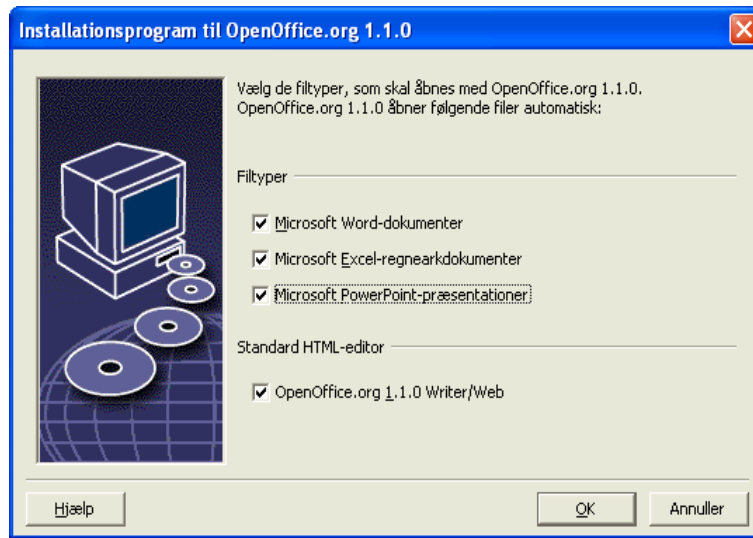 Installationsprogram til OpenOffice.org 1.1.0
Vælg de filtyper, som skal åbnes med OpenOffice.org 1.1.0.
OpenOffice.org 1.1.0 åbner følgende filer automatisk:
Filtyper
Microsoft Word-dokumenter
Microsoft Excel-regnearkdokumenter
Microsoft PowerPoint-præsentationer
Standard HTML-editor
OpenOffice.org 1.1.0 Writer/Web
Hjælp
OK
Annuller